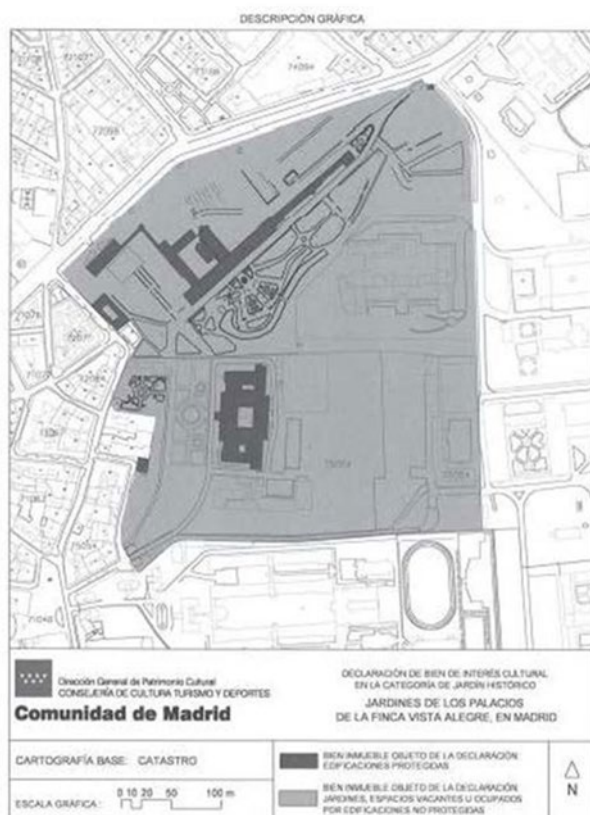 DESCRIPCIÓN GRÁFICA
Dirección General de Patrimonio Cultural
CONSEJERÍA DE CULTURA TURISMO Y DEPORTES
Comunidad de Madrid
DECLARACIÓN DE BIEN DE INTERÉS CULTURAL
EN LA CATEGORÍA DE JARDÍN HISTÓRICO
JARDINES DE LOS PALACIOS
DE LA FINCA VISTA ALEGRE, EN MADRID
CARTOGRAFÍA BASE: CATASTRO
ESCALA GRÁFICA:
0 10 20 50 100 m
BIEN INMUEBLE OBJETO DE LA DECLARACIÓN:
EDIFICACIONES PROTEGIDAS
BIEN INMUEBLE OBJETO DE LA DECLARACIÓN:
JARDINES, ESPACIOS VACANTES U OCUPADOS
POR EDIFICACIONES NO PROTEGIDAS
N